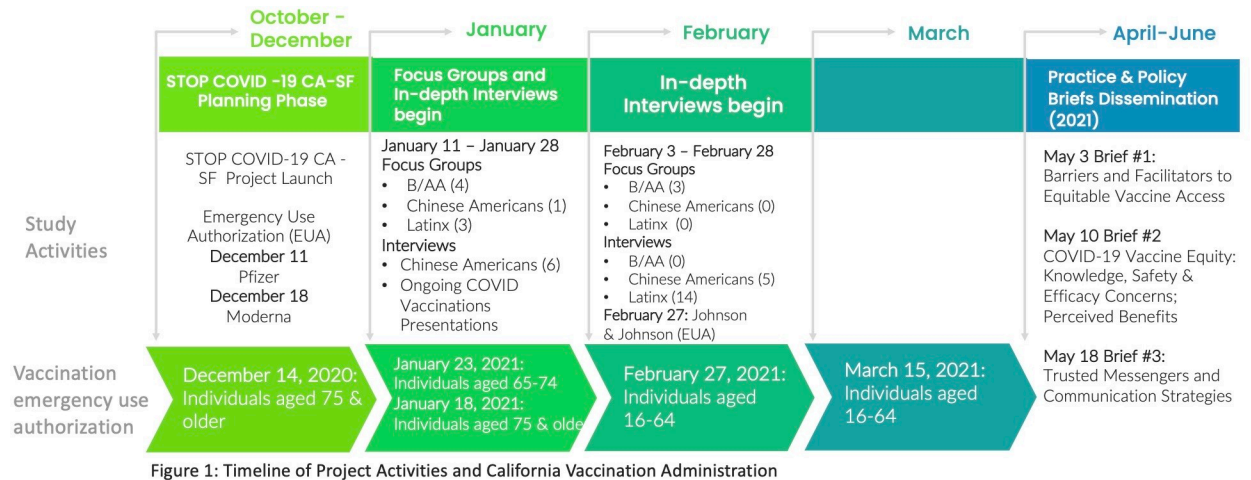 October -
December
January
February
March
April-June
STOP COVID -19 CA-SF
Planning Phase
Focus Groups and
In-depth Interviews
begin
In-depth
Interviews begin
Practice & Policy
Briefs Dissemination
(2021)
Study
Activities
STOP COVID-19 CA -
SF Project Launch
Emergency Use
Authorization (EUA)
December 11
Pfizer
December 18
Moderna
January 11 – January 28
Focus Groups
• B/AA (4)
• Chinese Americans (1)
• Latinx (3)
Interviews
• Chinese Americans (6)
• Ongoing COVID
Vaccinations
Presentations
February 3 – February 28
Focus Groups
• B/AA (3)
• Chinese Americans (0)
• Latinx (0)
Interviews
• B/AA (0)
• Chinese Americans (5)
• Latinx (14)
February 27: Johnson
& Johnson (EUA)
May 3 Brief #1:
Barriers and Facilitators to
Equitable Vaccine Access
May 10 Brief #2
COVID-19 Vaccine Equity:
Knowledge, Safety &
Efficacy Concerns;
Perceived Benefits
May 18 Brief #3:
Trusted Messengers and
Communication Strategies
Vaccination
emergency use
authorization
December 14, 2020:
Individuals aged 75 &
older
January 23, 2021:
Individuals aged 65-74
January 18, 2021:
Individuals aged 75 & olde
February 27, 2021:
Individuals aged
16-64
March 15, 2021:
Individuals aged
16-64
Figure 1: Timeline of Project Activities and California Vaccination Administration